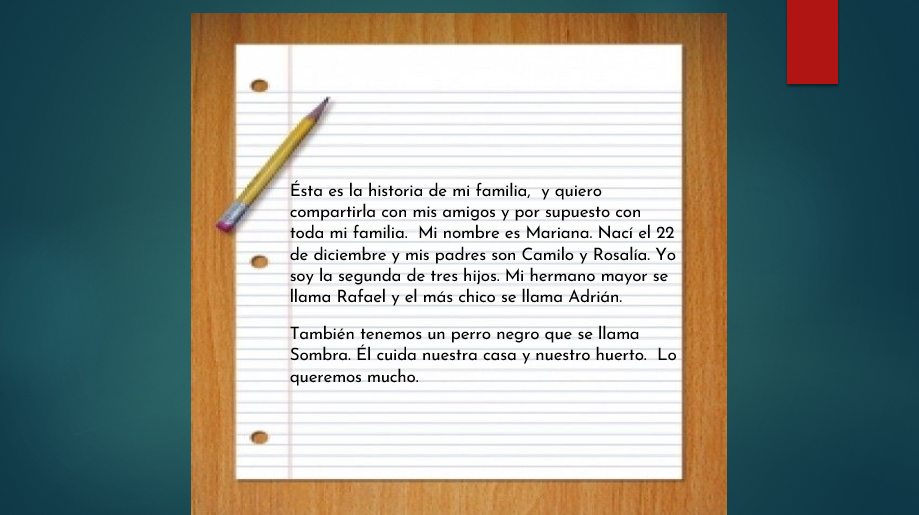 Ésta es la historia de mi familia,  y quiero
compartirla con mis amigos y por supuesto con
toda mi familia.  Mi nombre es Mariana. Nací el 22
de diciembre y mis padres son Camilo y Rosalía. Yo
soy la segunda de tres hijos. Mi hermano mayor se
llama Rafael y el más chico se llama Adrián.
También tenemos un perro negro que se llama
Sombra. Él cuida nuestra casa y nuestro huerto.  Lo
queremos mucho.